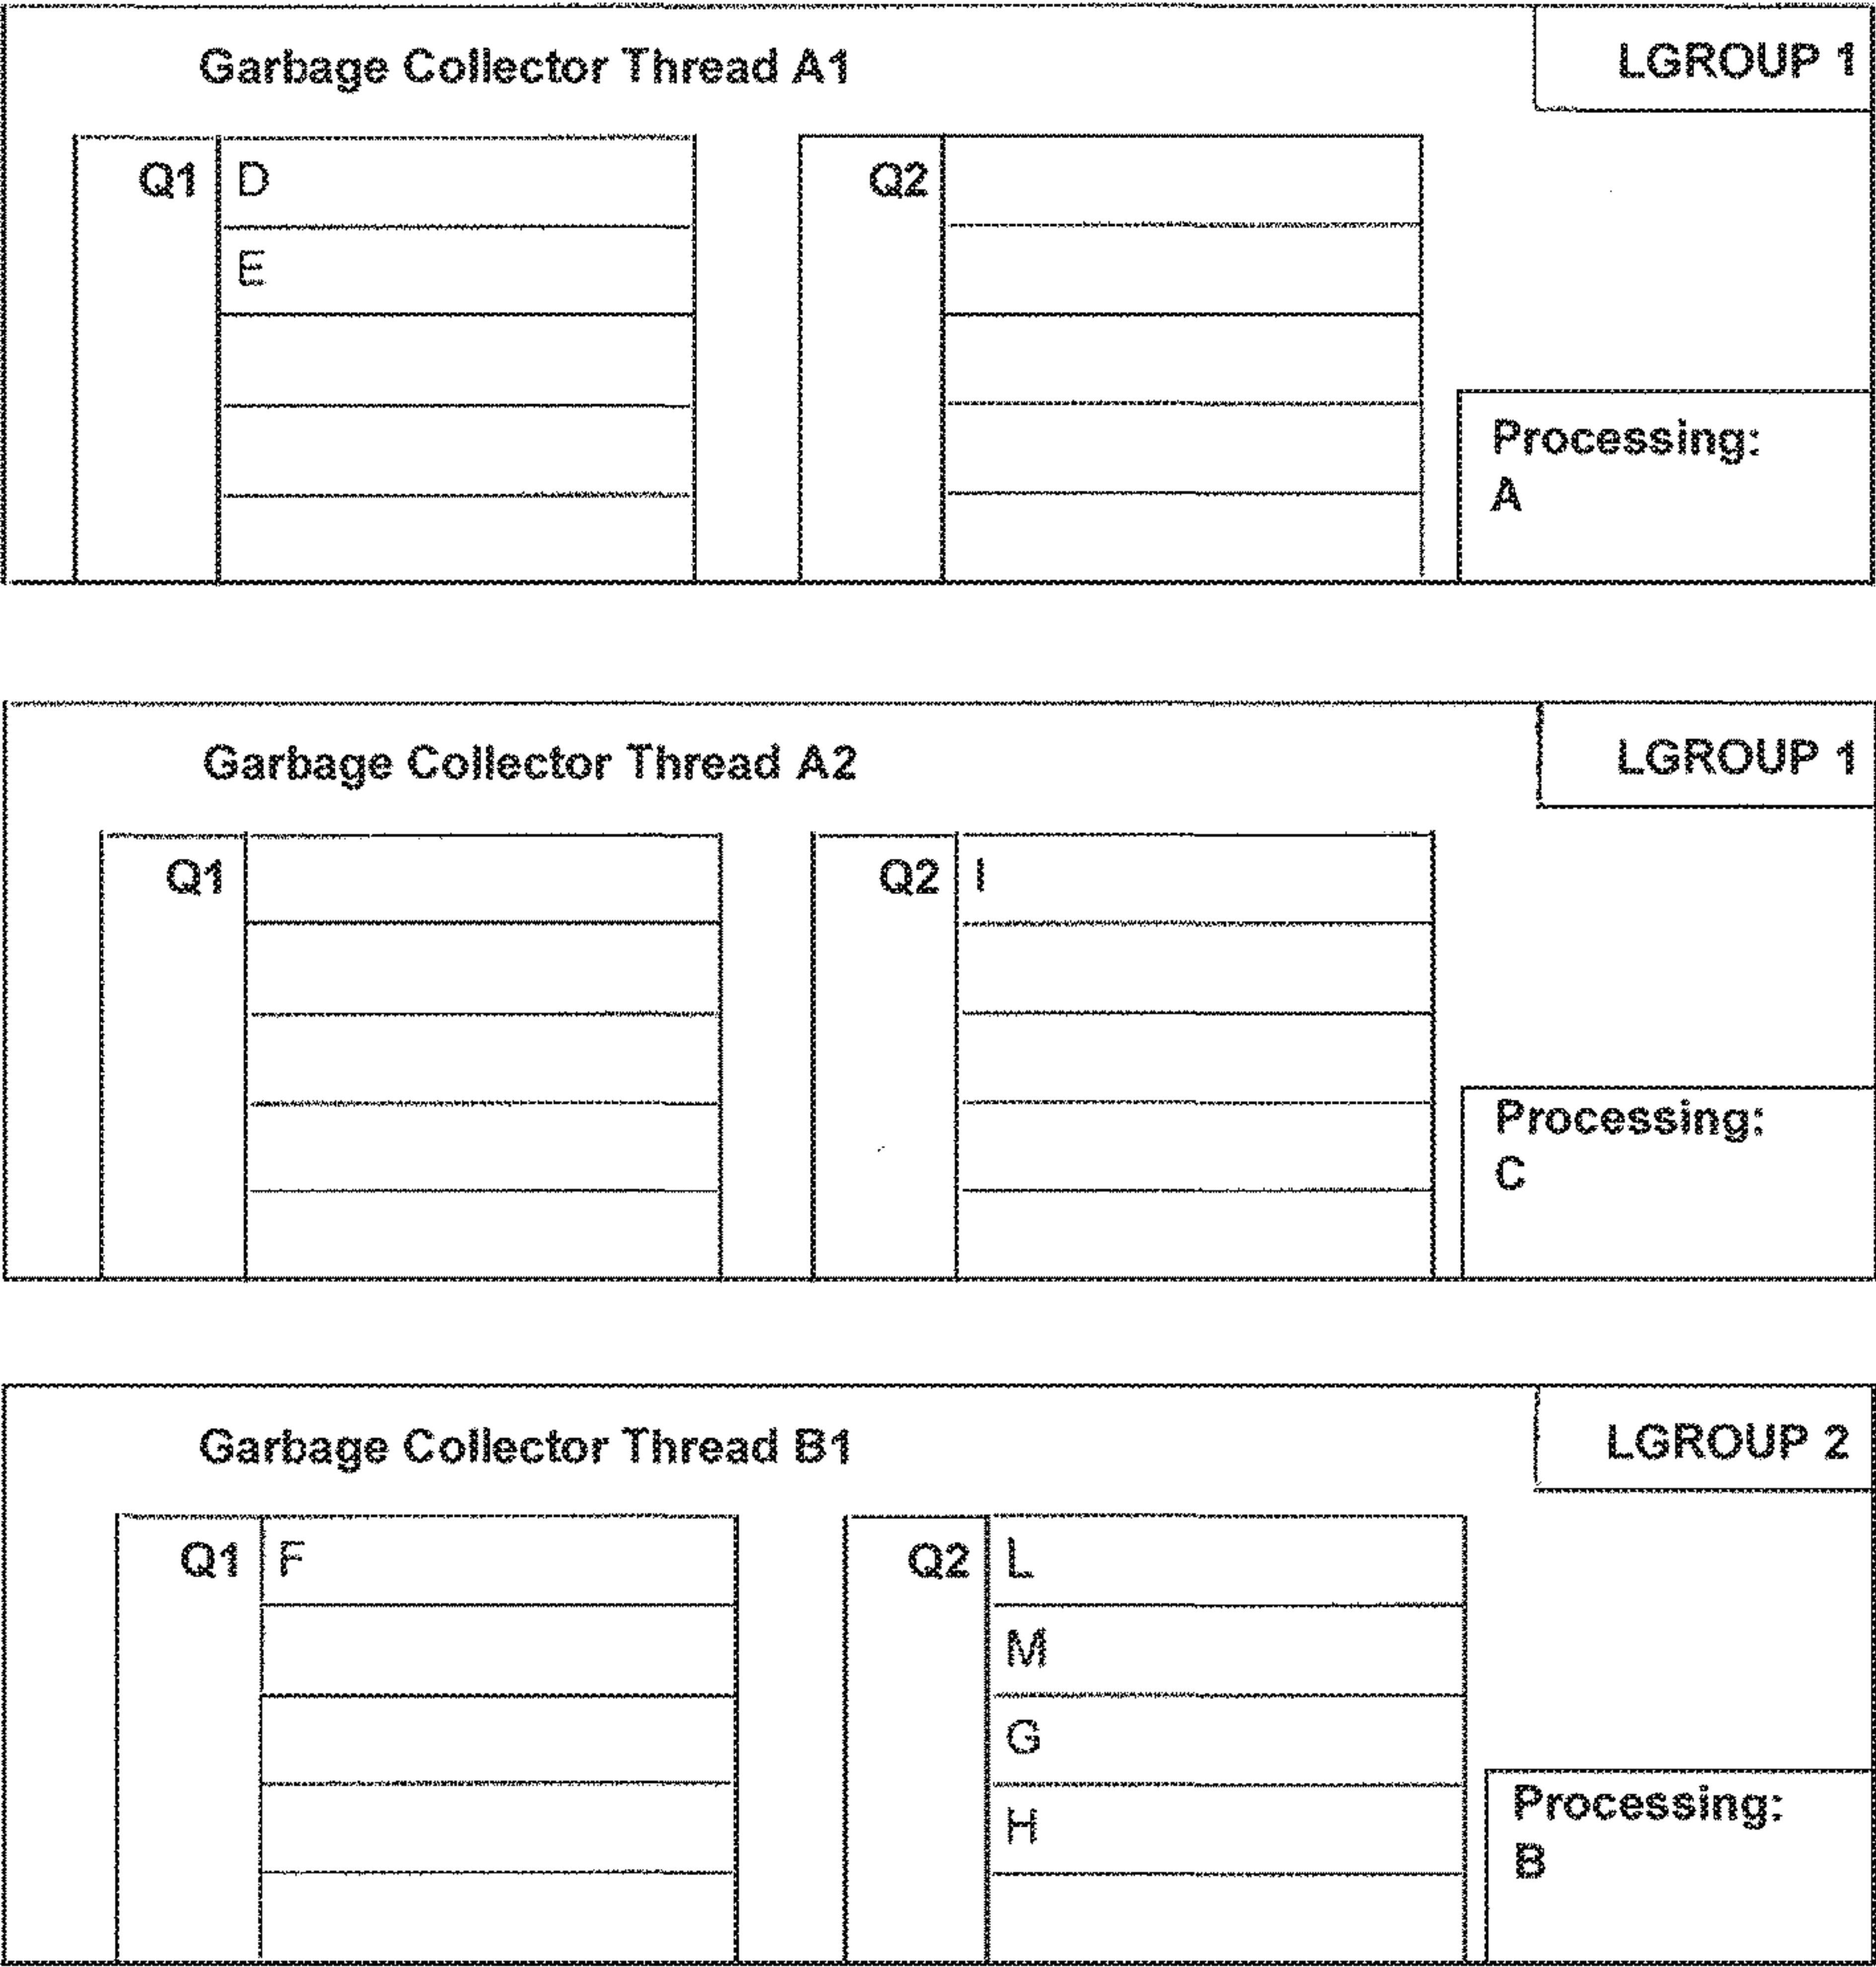 Garbage Collector Thread A1
LGROUP 1
Q1
D
E
Q2
Processing:
A
Garbage Collector Thread A2
LGROUP 1
Q1
Q2
I
Processing:
C
Garbage Collector Thread B1
LGROUP 2
Q1
F
Q2
L
M
G
H
Processing:
B